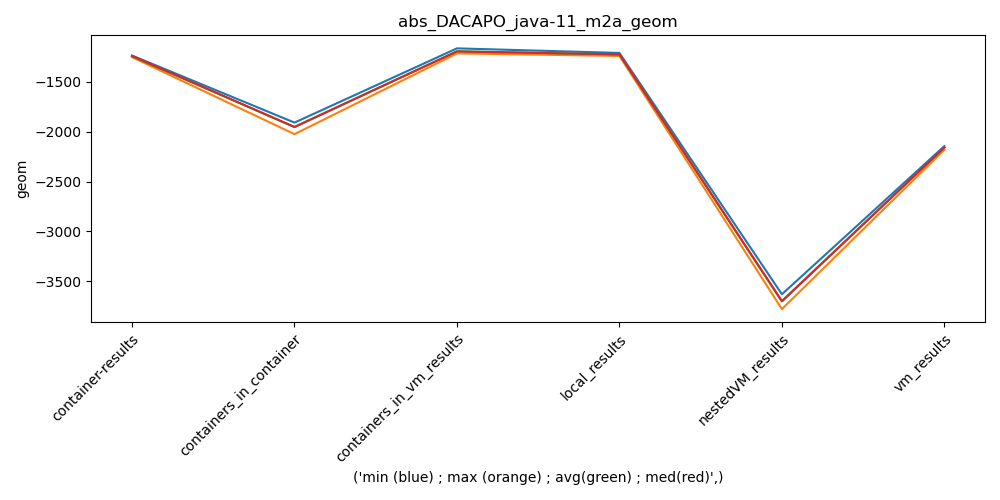 abs_DACAPO_java-11_m2a_geom
geom
−1500
−2000
−2500
−3000
−3500
container-results
containers_in_container
containers_in_vm_results
local_results
nestedVM_results
vm_results
('min (blue) ; max (orange) ; avg(green) ; med(red)',)